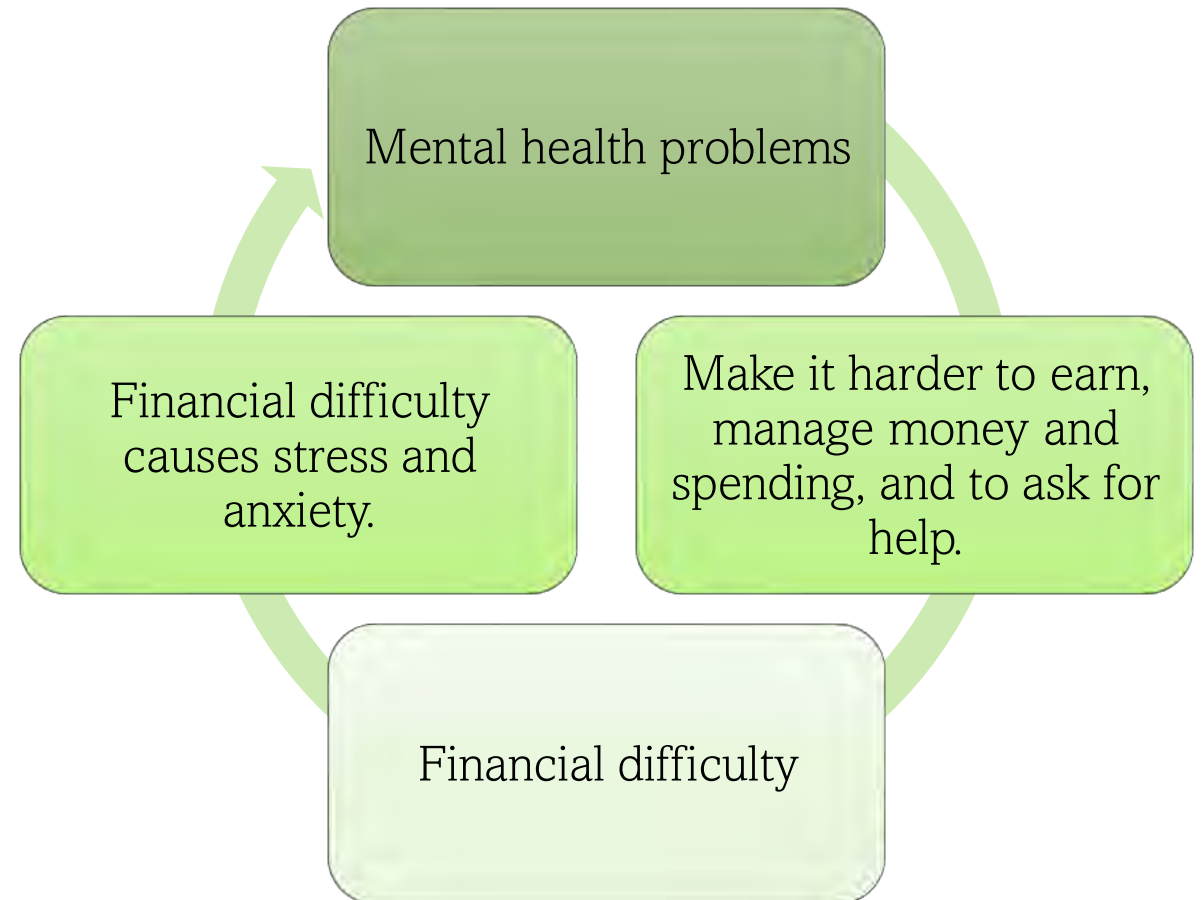 Mental health problems
Make it harder to earn,
manage money and
spending, and to ask for
help.
Financial difficulty
Financial difficulty
causes stress and
anxiety.